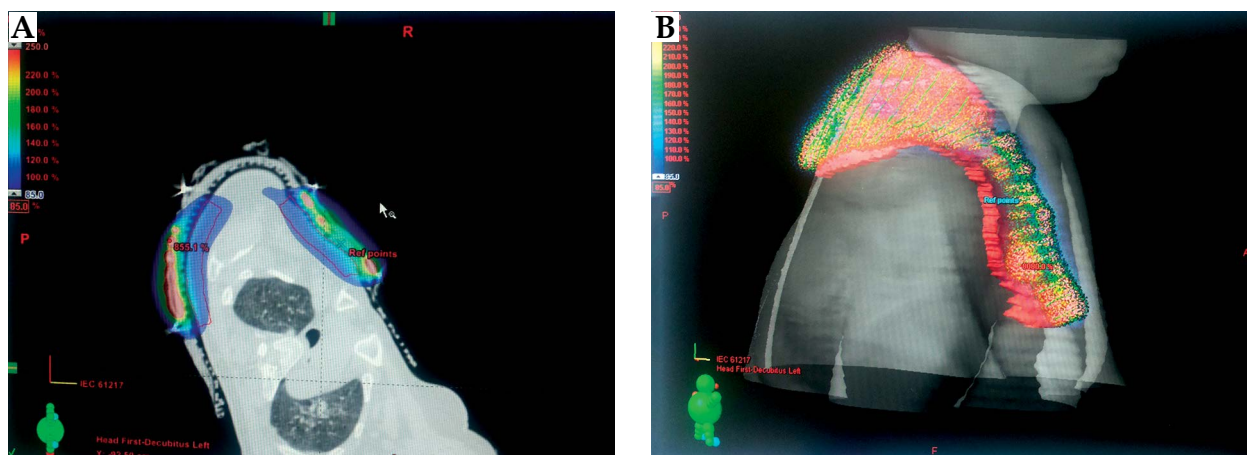 A
250.0
220.0 %
200.0 %
180.0 %
160.0 %
140.0 %
120.0 %
100.0 %
85.0
85.0
%
R
P
855.1 %
Ref points
IEC 61217
Head First-Decubitus Left
B
220.0 %
210.0 %
200.0 %
190.0 %
180.0 %
170.0 %
160.0 %
150.0 %
140.0 %
130.0 %
120.0 %
110.0 %
100.0 %
85.0
85.0
%
P
Ref points
IEC 61217
Head First-Decubitus Left
F